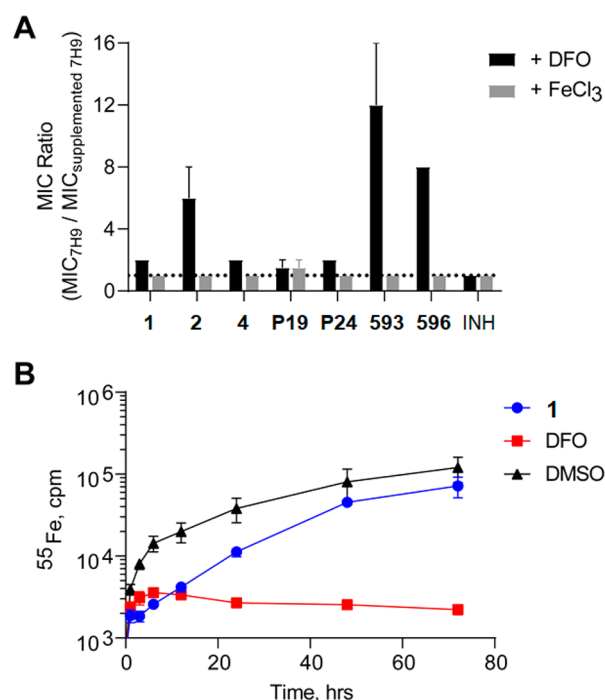 A
MIC Ratio
(MIC7H9 / MICsupplemented 7H9)
16
12
8
4
0
+ DFO
+ FeCl3
1 2 4 P19 P24 593 596 INH
B
55Fe, cpm
10^6
10^5
10^4
10^3
0 20 40 60 80
Time, hrs
1
DFO
DMSO